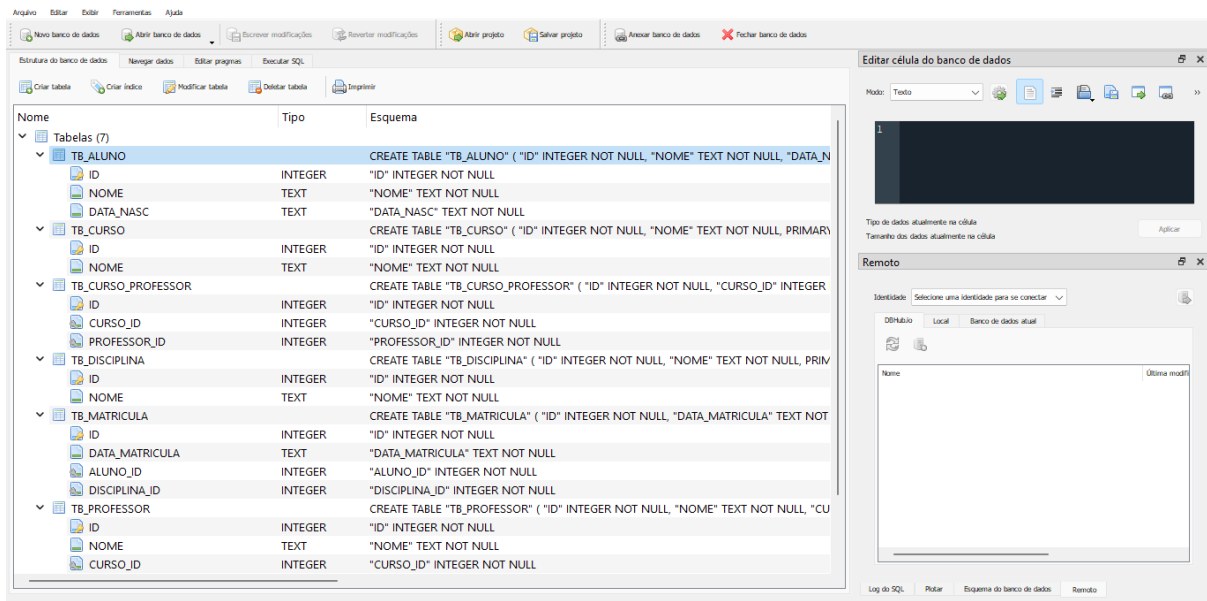 Arquivo Editar Exibir Ferramentas Ajuda
Novo banco de dados Abrir banco de dados Escrever modificações Reverter modificações Abrir projeto Salvar projeto Anexar banco de dados Fechar banco de dados
Estrutura do banco de dados Navegar dados Editar pragmas Executar SQL
Criar tabela Criar índice Modificar tabela Deletar tabela Imprimir
Nome Tipo Esquema
Tabelas (7)
TB_ALUNO CREATE TABLE "TB_ALUNO" ( "ID" INTEGER NOT NULL, "NOME" TEXT NOT NULL, "DATA_N
ID INTEGER "ID" INTEGER NOT NULL
NOME TEXT "NOME" TEXT NOT NULL
DATA_NASC TEXT "DATA_NASC" TEXT NOT NULL
TB_CURSO CREATE TABLE "TB_CURSO" ( "ID" INTEGER NOT NULL, "NOME" TEXT NOT NULL, PRIMARY
ID INTEGER "ID" INTEGER NOT NULL
NOME TEXT "NOME" TEXT NOT NULL
TB_CURSO_PROFESSOR CREATE TABLE "TB_CURSO_PROFESSOR" ( "ID" INTEGER NOT NULL, "CURSO_ID" INTEGER
ID INTEGER "ID" INTEGER NOT NULL
CURSO_ID INTEGER "CURSO_ID" INTEGER NOT NULL
PROFESSOR_ID INTEGER "PROFESSOR_ID" INTEGER NOT NULL
TB_DISCIPLINA CREATE TABLE "TB_DISCIPLINA" ( "ID" INTEGER NOT NULL, "NOME" TEXT NOT NULL, PRIM
ID INTEGER "ID" INTEGER NOT NULL
NOME TEXT "NOME" TEXT NOT NULL
TB_MATRICULA CREATE TABLE "TB_MATRICULA" ( "ID" INTEGER NOT NULL, "DATA_MATRICULA" TEXT NOT
ID INTEGER "ID" INTEGER NOT NULL
DATA_MATRICULA TEXT "DATA_MATRICULA" TEXT NOT NULL
ALUNO_ID INTEGER "ALUNO_ID" INTEGER NOT NULL
DISCIPLINA_ID INTEGER "DISCIPLINA_ID" INTEGER NOT NULL
TB_PROFESSOR CREATE TABLE "TB_PROFESSOR" ( "ID" INTEGER NOT NULL, "NOME" TEXT NOT NULL, "CU
ID INTEGER "ID" INTEGER NOT NULL
NOME TEXT "NOME" TEXT NOT NULL
CURSO_ID INTEGER "CURSO_ID" INTEGER NOT NULL
Editar célula do banco de dados
Modo: Texto
1
Tipo de dados atualmente na célula
Tamanho dos dados atualmente na célula
Aplicar
Remoto
Identidade Selecione uma identidade para se conectar
DBHub.io Local Banco de dados atual
Nome Última modifi
Log do SQL Plotar Esquema do banco de dados Remoto